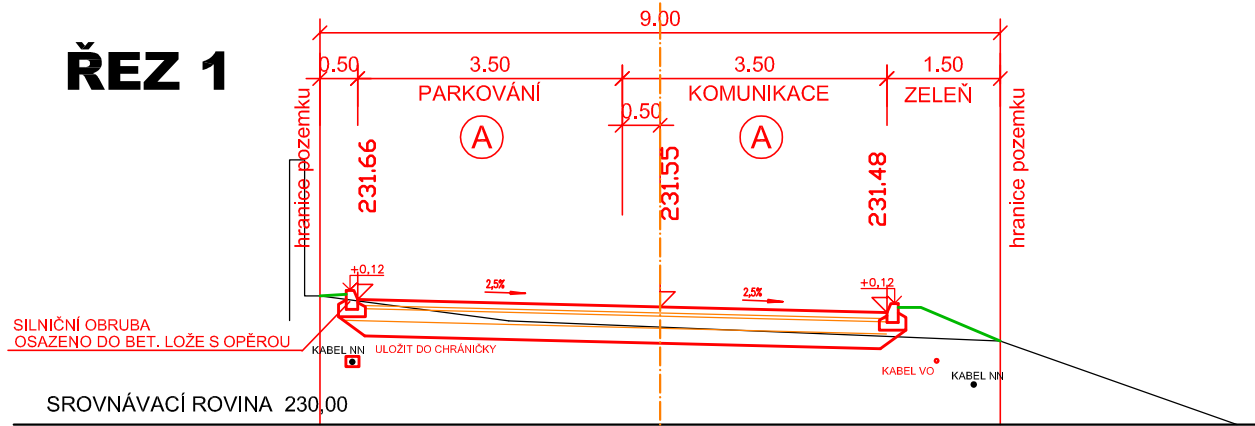 9.00
ŘEZ 1
0.50 3.50 3.50 1.50
PARKOVÁNÍ KOMUNIKACE ZELEŇ
0.50
A A
hranice pozemku
231.66
231.55
231.48
hranice pozemku
+0,12 +0,12
2,5% 2,5%
SILNIČNÍ OBRUBA
OSAZENO DO BET. LOŽE S OPĚROU
KABEL NN ULOŽIT DO CHRÁNIČKY
KABEL VO KABEL NN
SROVNÁVACÍ ROVINA 230,00